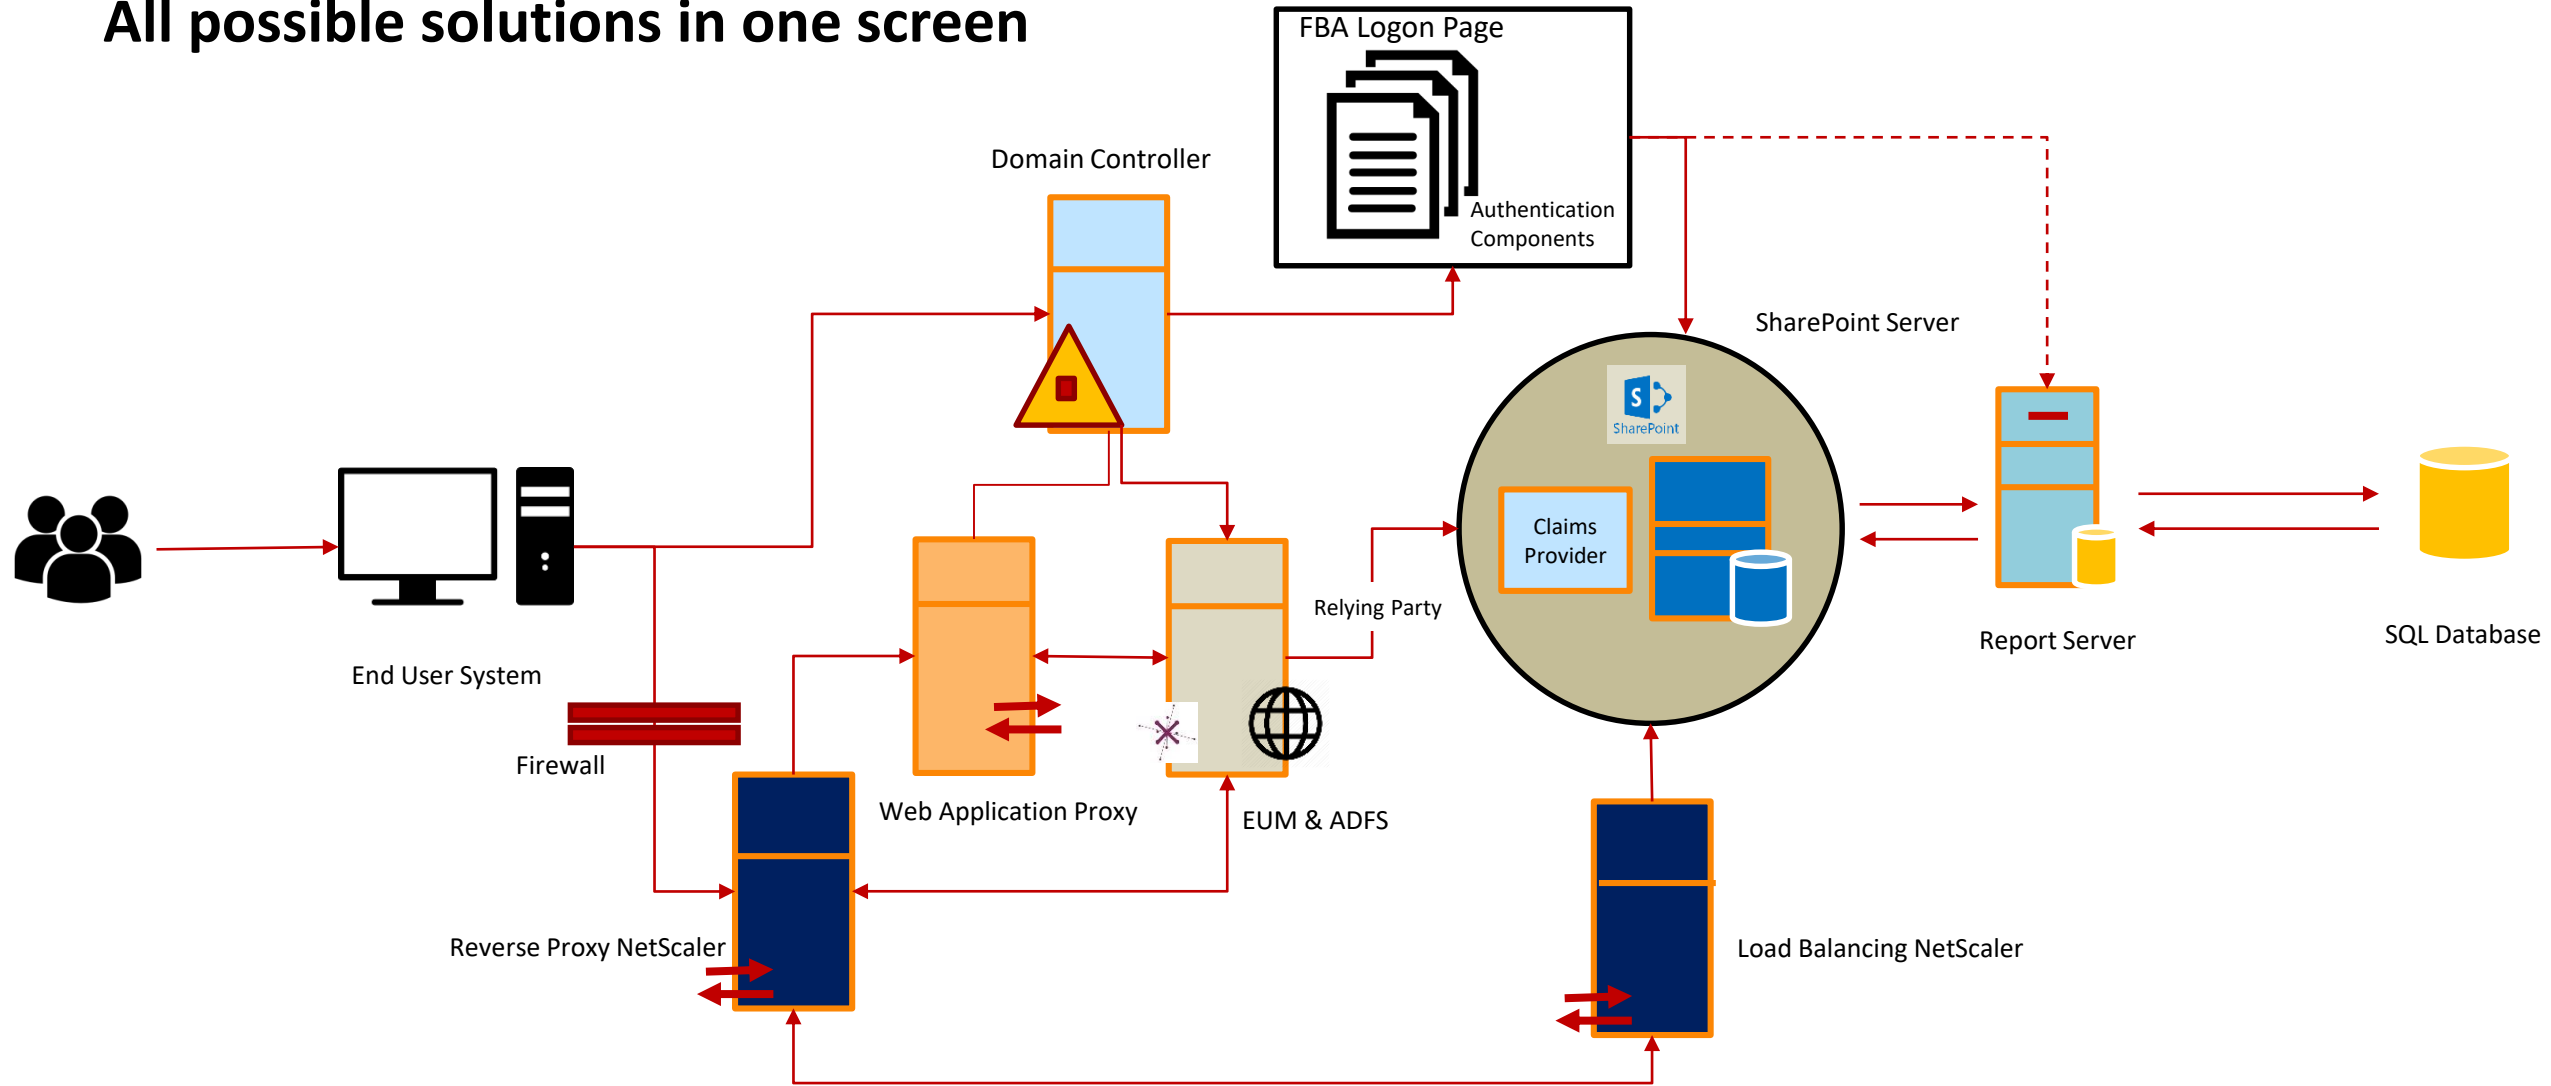 All possible solutions in one screen
FBA Logon Page
Authentication
Components
Domain Controller
SharePoint Server
S
SharePoint
Claims
Provider
Relying Party
Report Server
SQL Database
End User System
Firewall
Web Application Proxy
EUM & ADFS
Reverse Proxy NetScaler
Load Balancing NetScaler